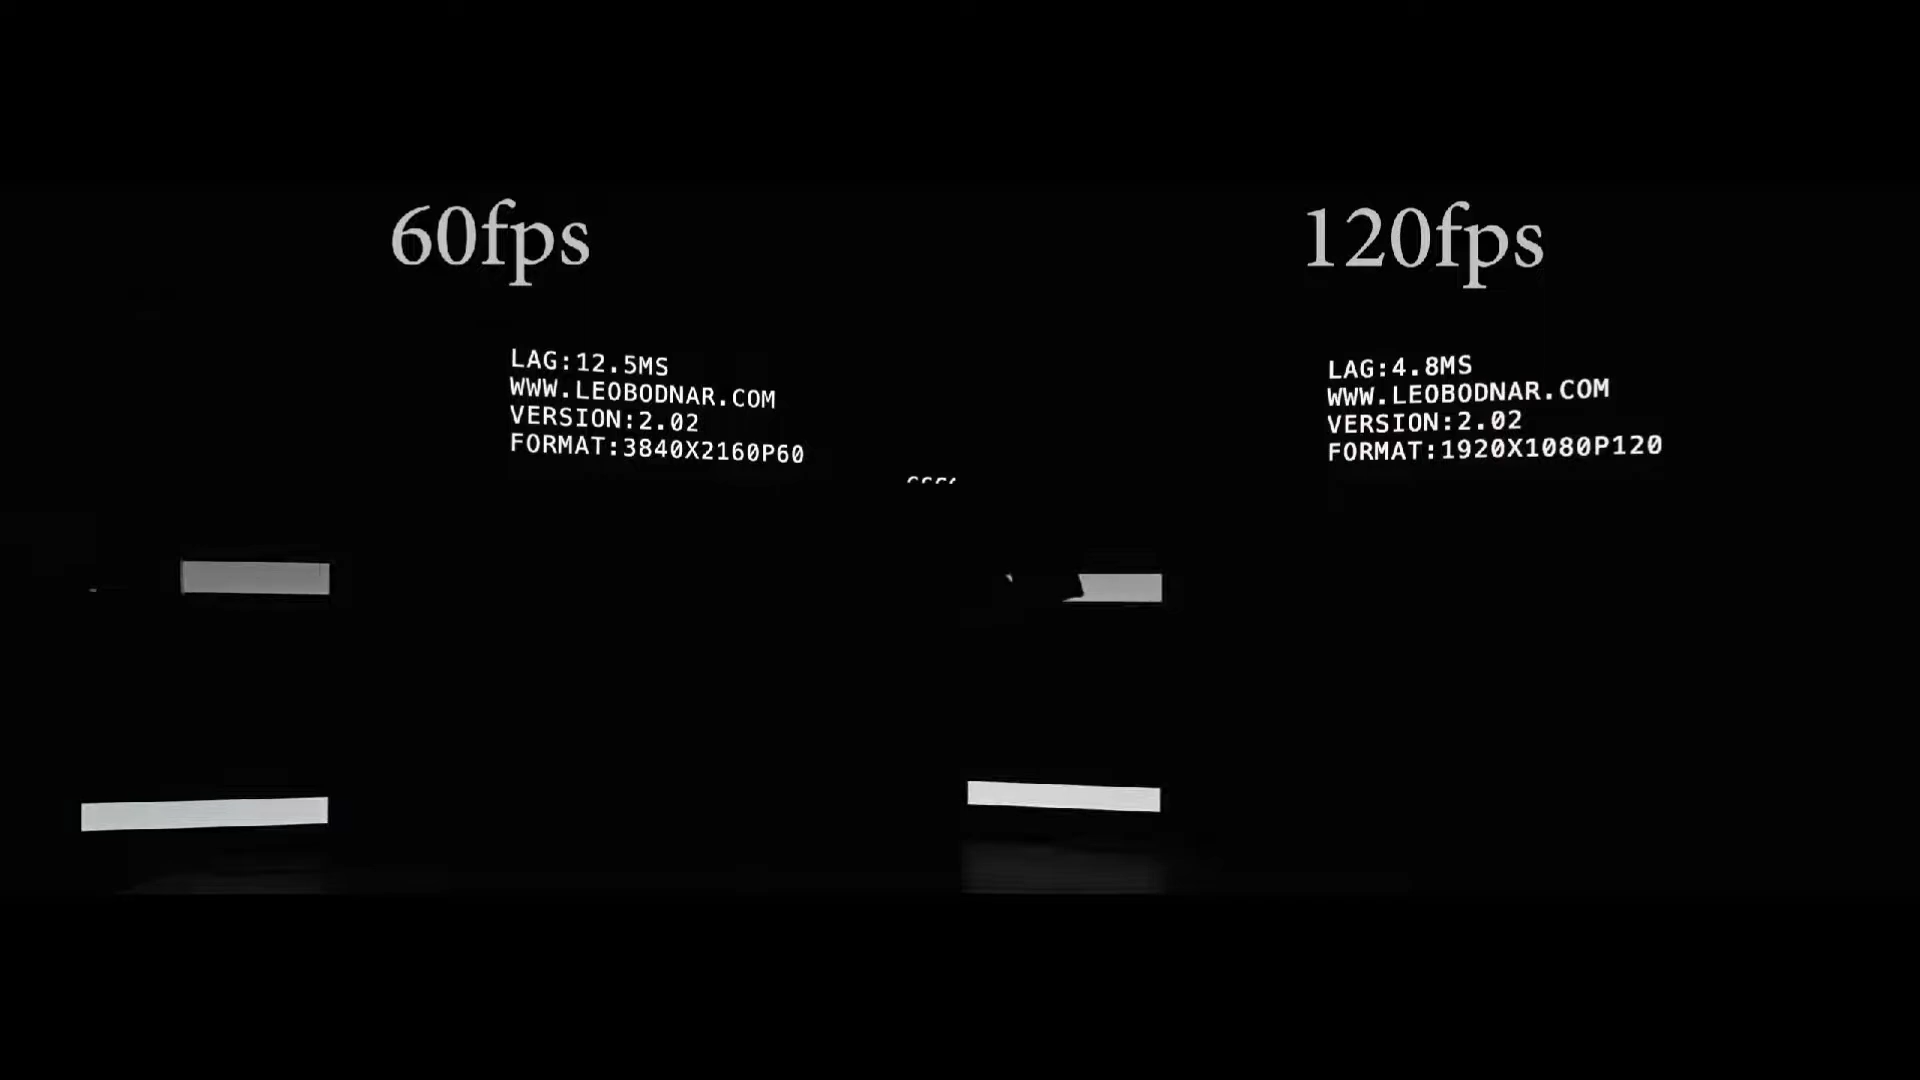 60fps
LAG:12.5MS
WWW.LEOBODNAR.COM
VERSION:2.02
FORMAT:3840X2160P60
120fps
LAG:4.8MS
WWW.LEOBODNAR.COM
VERSION:2.02
FORMAT:1920X1080P120